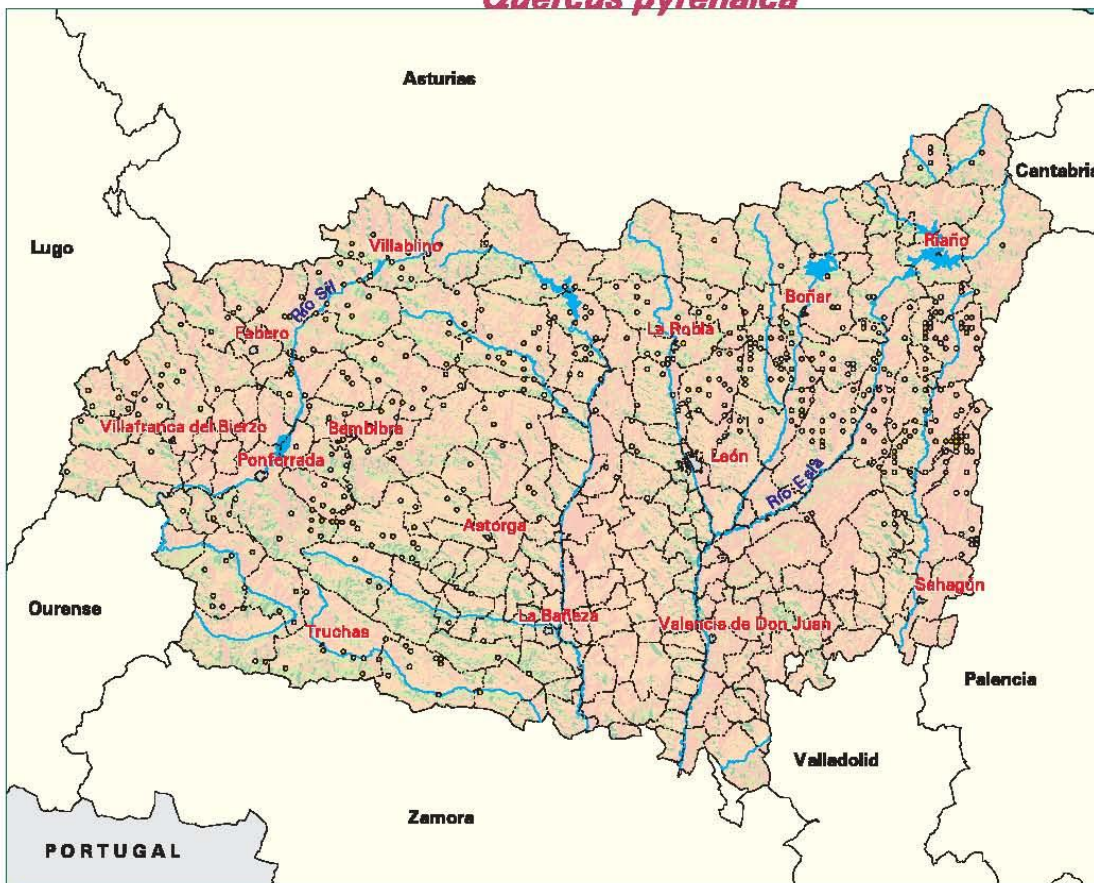 Quercus pyrenaica
Asturias
Cantabria
Lugo
Villablino
Riaño
Río Sil
Boñar
Fabero
La Robla
Villafranca del Bierzo
Bembibre
Ponferrada
León
Río Esla
Astorga
Ourense
Sahagún
La Bañeza
Truchas
Valencia de Don Juan
Palencia
Valladolid
Zamora
PORTUGAL